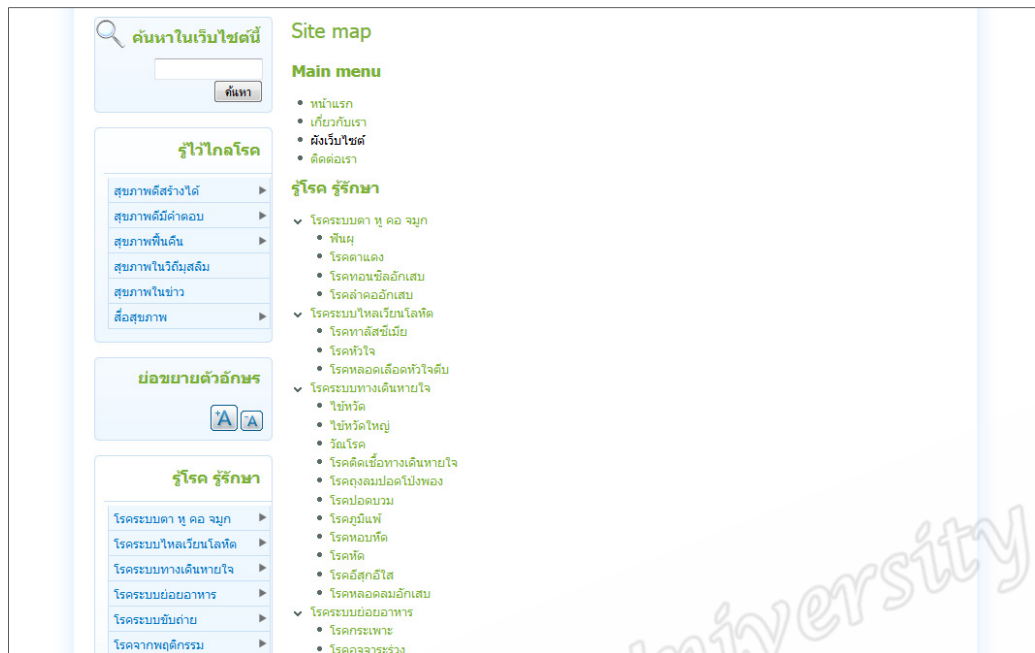 ค้นหาในเว็บไซต์นี้
ค้นหา
รู้ไว้ไกลโรค
สุขภาพดีสร้างได้
สุขภาพดีมีคำตอบ
สุขภาพฟื้นคืน
สุขภาพในวิถีมุสลิม
สุขภาพในข่าว
สื่อสุขภาพ
ย่อขยายตัวอักษร
+A -A
รู้โรค รู้รักษา
โรคระบบตา หู คอ จมูก
โรคระบบไหลเวียนโลหิต
โรคระบบทางเดินหายใจ
โรคระบบย่อยอาหาร
โรคระบบขับถ่าย
โรคจากพฤติกรรม
Site map
Main menu
หน้าแรก
เกี่ยวกับเรา
ผังเว็บไซต์
ติดต่อเรา
รู้โรค รู้รักษา
โรคระบบตา หู คอ จมูก
ฟันผุ
โรคตาแดง
โรคทอนซิลอักเสบ
โรคลำคออักเสบ
โรคระบบไหลเวียนโลหิต
โรคทาลัสซีเมีย
โรคหัวใจ
โรคหลอดเลือดหัวใจตีบ
โรคระบบทางเดินหายใจ
ไข้หวัด
ไข้หวัดใหญ่
วัณโรค
โรคติดเชื้อทางเดินหายใจ
โรคถุงลมปอดโป่งพอง
โรคปอดบวม
โรคภูมิแพ้
โรคหอบหืด
โรคหัด
โรคอีสุกอีใส
โรคหลอดลมอักเสบ
โรคระบบย่อยอาหาร
โรคกระเพาะ
โรคอุจจาระร่วง
University